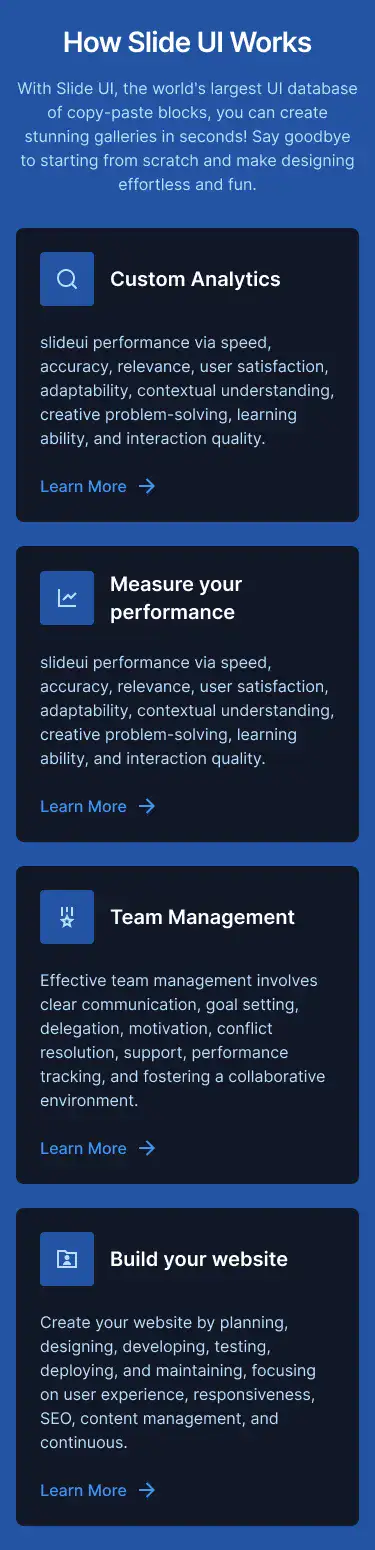 How Slide UI Works
With Slide UI, the world's largest UI database
of copy-paste blocks, you can create
stunning galleries in seconds! Say goodbye
to starting from scratch and make designing
effortless and fun.
Custom Analytics
slideui performance via speed,
accuracy, relevance, user satisfaction,
adaptability, contextual understanding,
creative problem-solving, learning
ability, and interaction quality.
Learn More
Measure your
performance
slideui performance via speed,
accuracy, relevance, user satisfaction,
adaptability, contextual understanding,
creative problem-solving, learning
ability, and interaction quality.
Learn More
Team Management
Effective team management involves
clear communication, goal setting,
delegation, motivation, conflict
resolution, support, performance
tracking, and fostering a collaborative
environment.
Learn More
Build your website
Create your website by planning,
designing, developing, testing,
deploying, and maintaining, focusing
on user experience, responsiveness,
SEO, content management, and
continuous.
Learn More